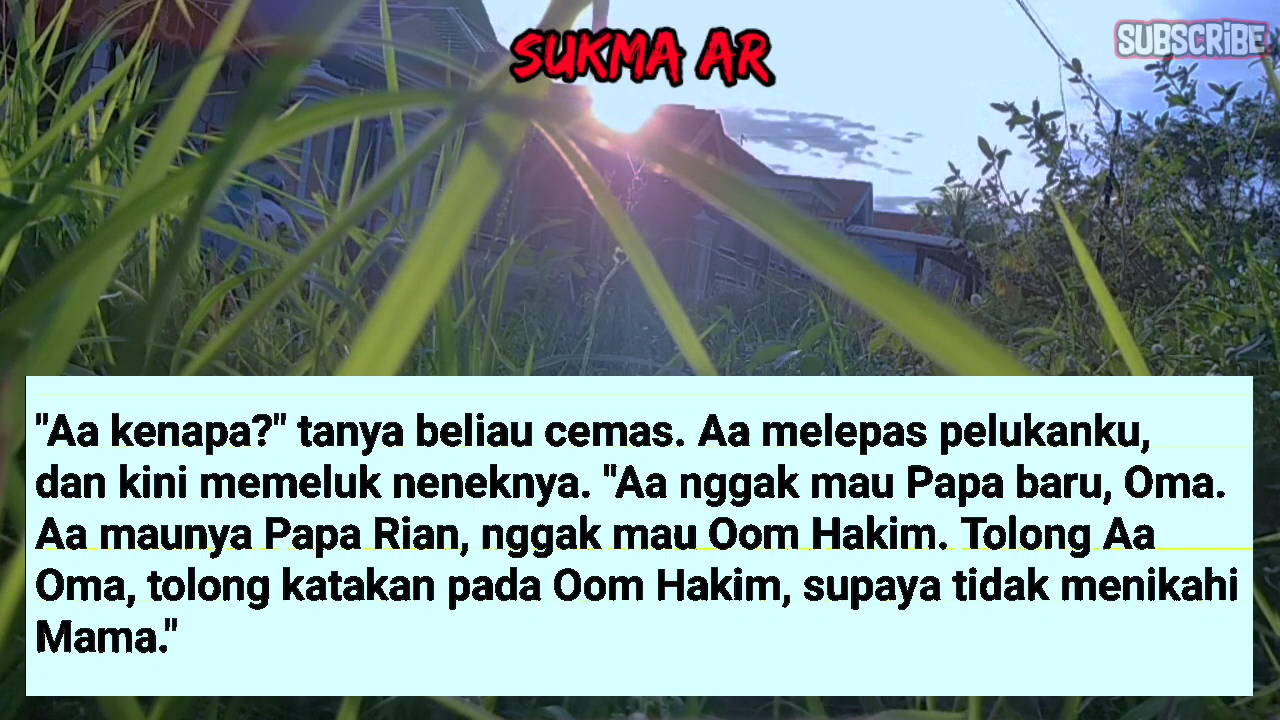 SUKMA AR
SUBSCRIBE
"Aa kenapa?" tanya beliau cemas. Aa melepas pelukanku,
dan kini memeluk neneknya. "Aa nggak mau Papa baru, Oma.
Aa maunya Papa Rian, nggak mau Oom Hakim. Tolong Aa
Oma, tolong katakan pada Oom Hakim, supaya tidak menikahi
Mama."